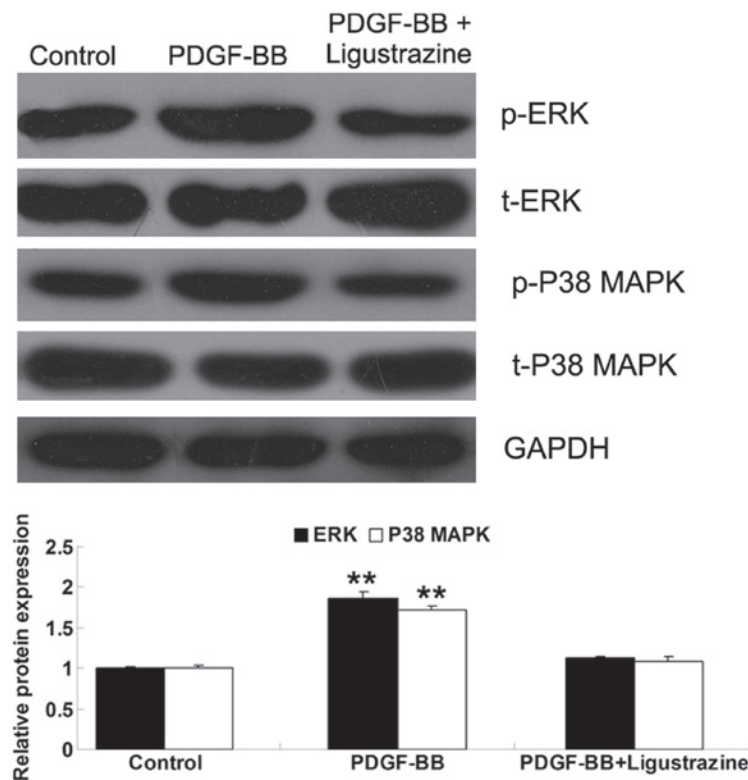 Control PDGF-BB PDGF-BB +
Ligustrazine
p-ERK
t-ERK
p-P38 MAPK
t-P38 MAPK
GAPDH
ERK P38 MAPK
Relative protein expression
2.5
2
1.5
1
0.5
0
** **
Control PDGF-BB PDGF-BB+Ligustrazine